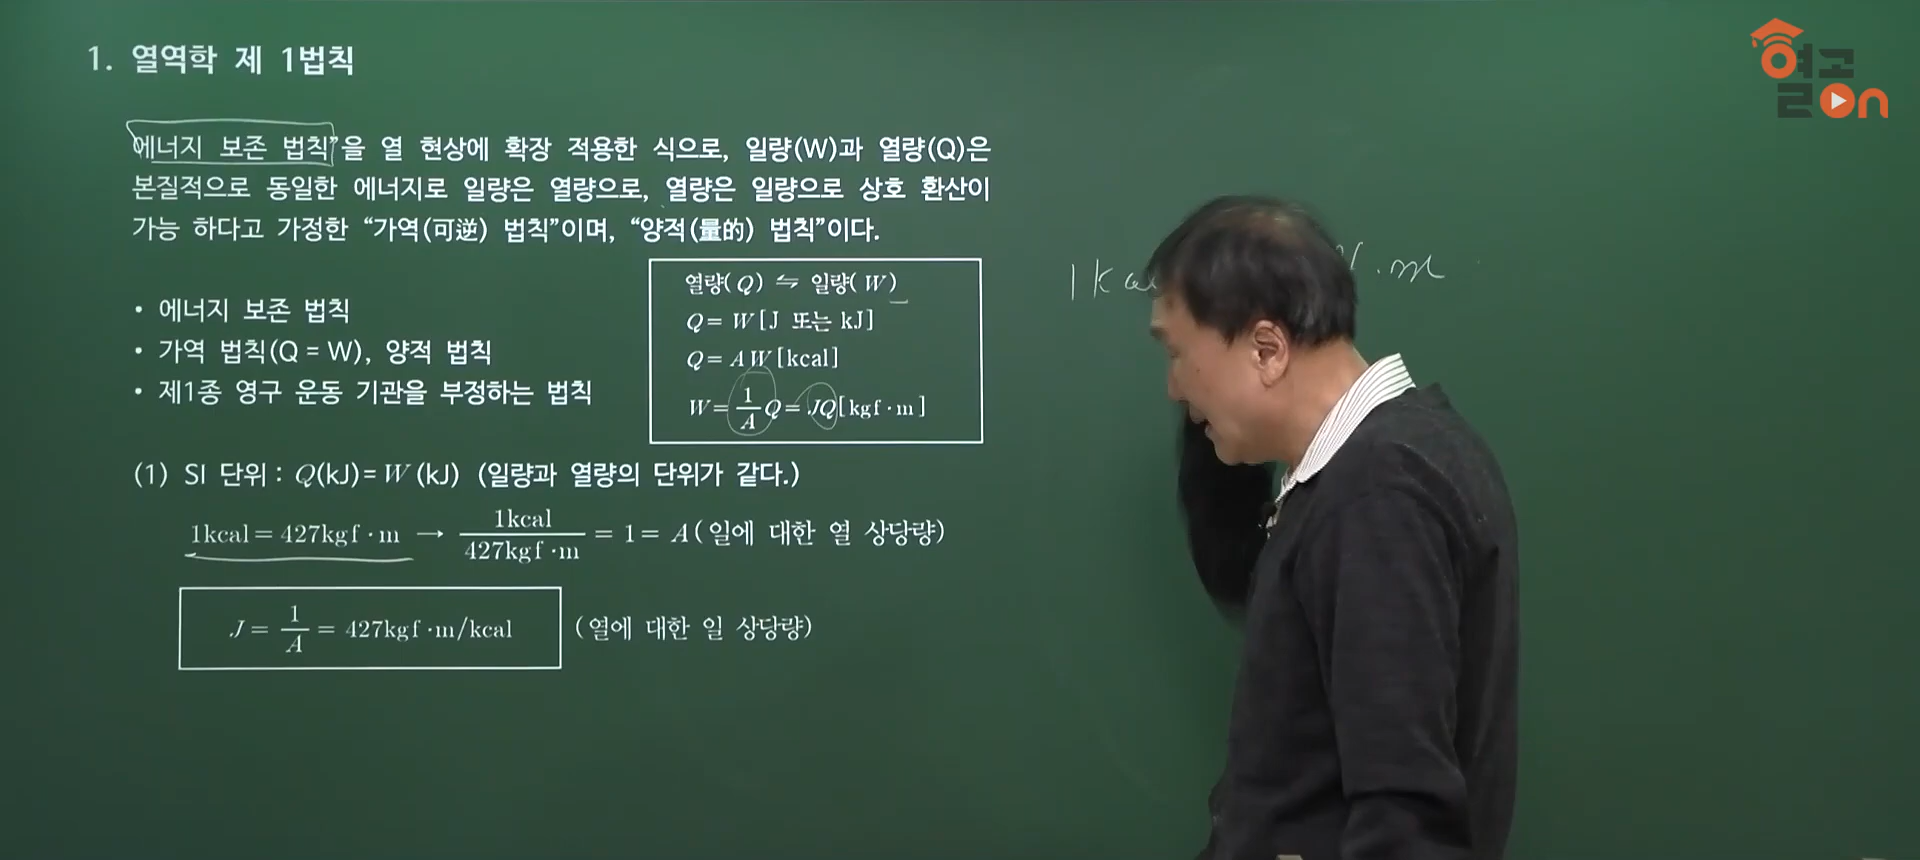 1. 열역학 제 1법칙
에너지 보존 법칙”을 열 현상에 확장 적용한 식으로, 일량(W)과 열량(Q)은
본질적으로 동일한 에너지로 일량은 열량으로, 열량은 일량으로 상호 환산이
가능 하다고 가정한 “가역(可逆) 법칙”이며, “양적(量的) 법칙”이다.
• 에너지 보존 법칙
• 가역 법칙(Q = W), 양적 법칙
• 제1종 영구 운동 기관을 부정하는 법칙
열량(Q) ⇋ 일량(W)
Q = W[J 또는 kJ]
Q = AW[kcal]
W = 1/A Q = JQ[kgf·m]
(1) SI 단위 : Q(kJ) = W(kJ) (일량과 열량의 단위가 같다.)
1kcal = 427kgf·m → 1kcal/427kgf·m = 1 = A (일에 대한 열 상당량)
J = 1/A = 427kgf·m/kcal (열에 대한 일 상당량)
1kcal .m
열공on